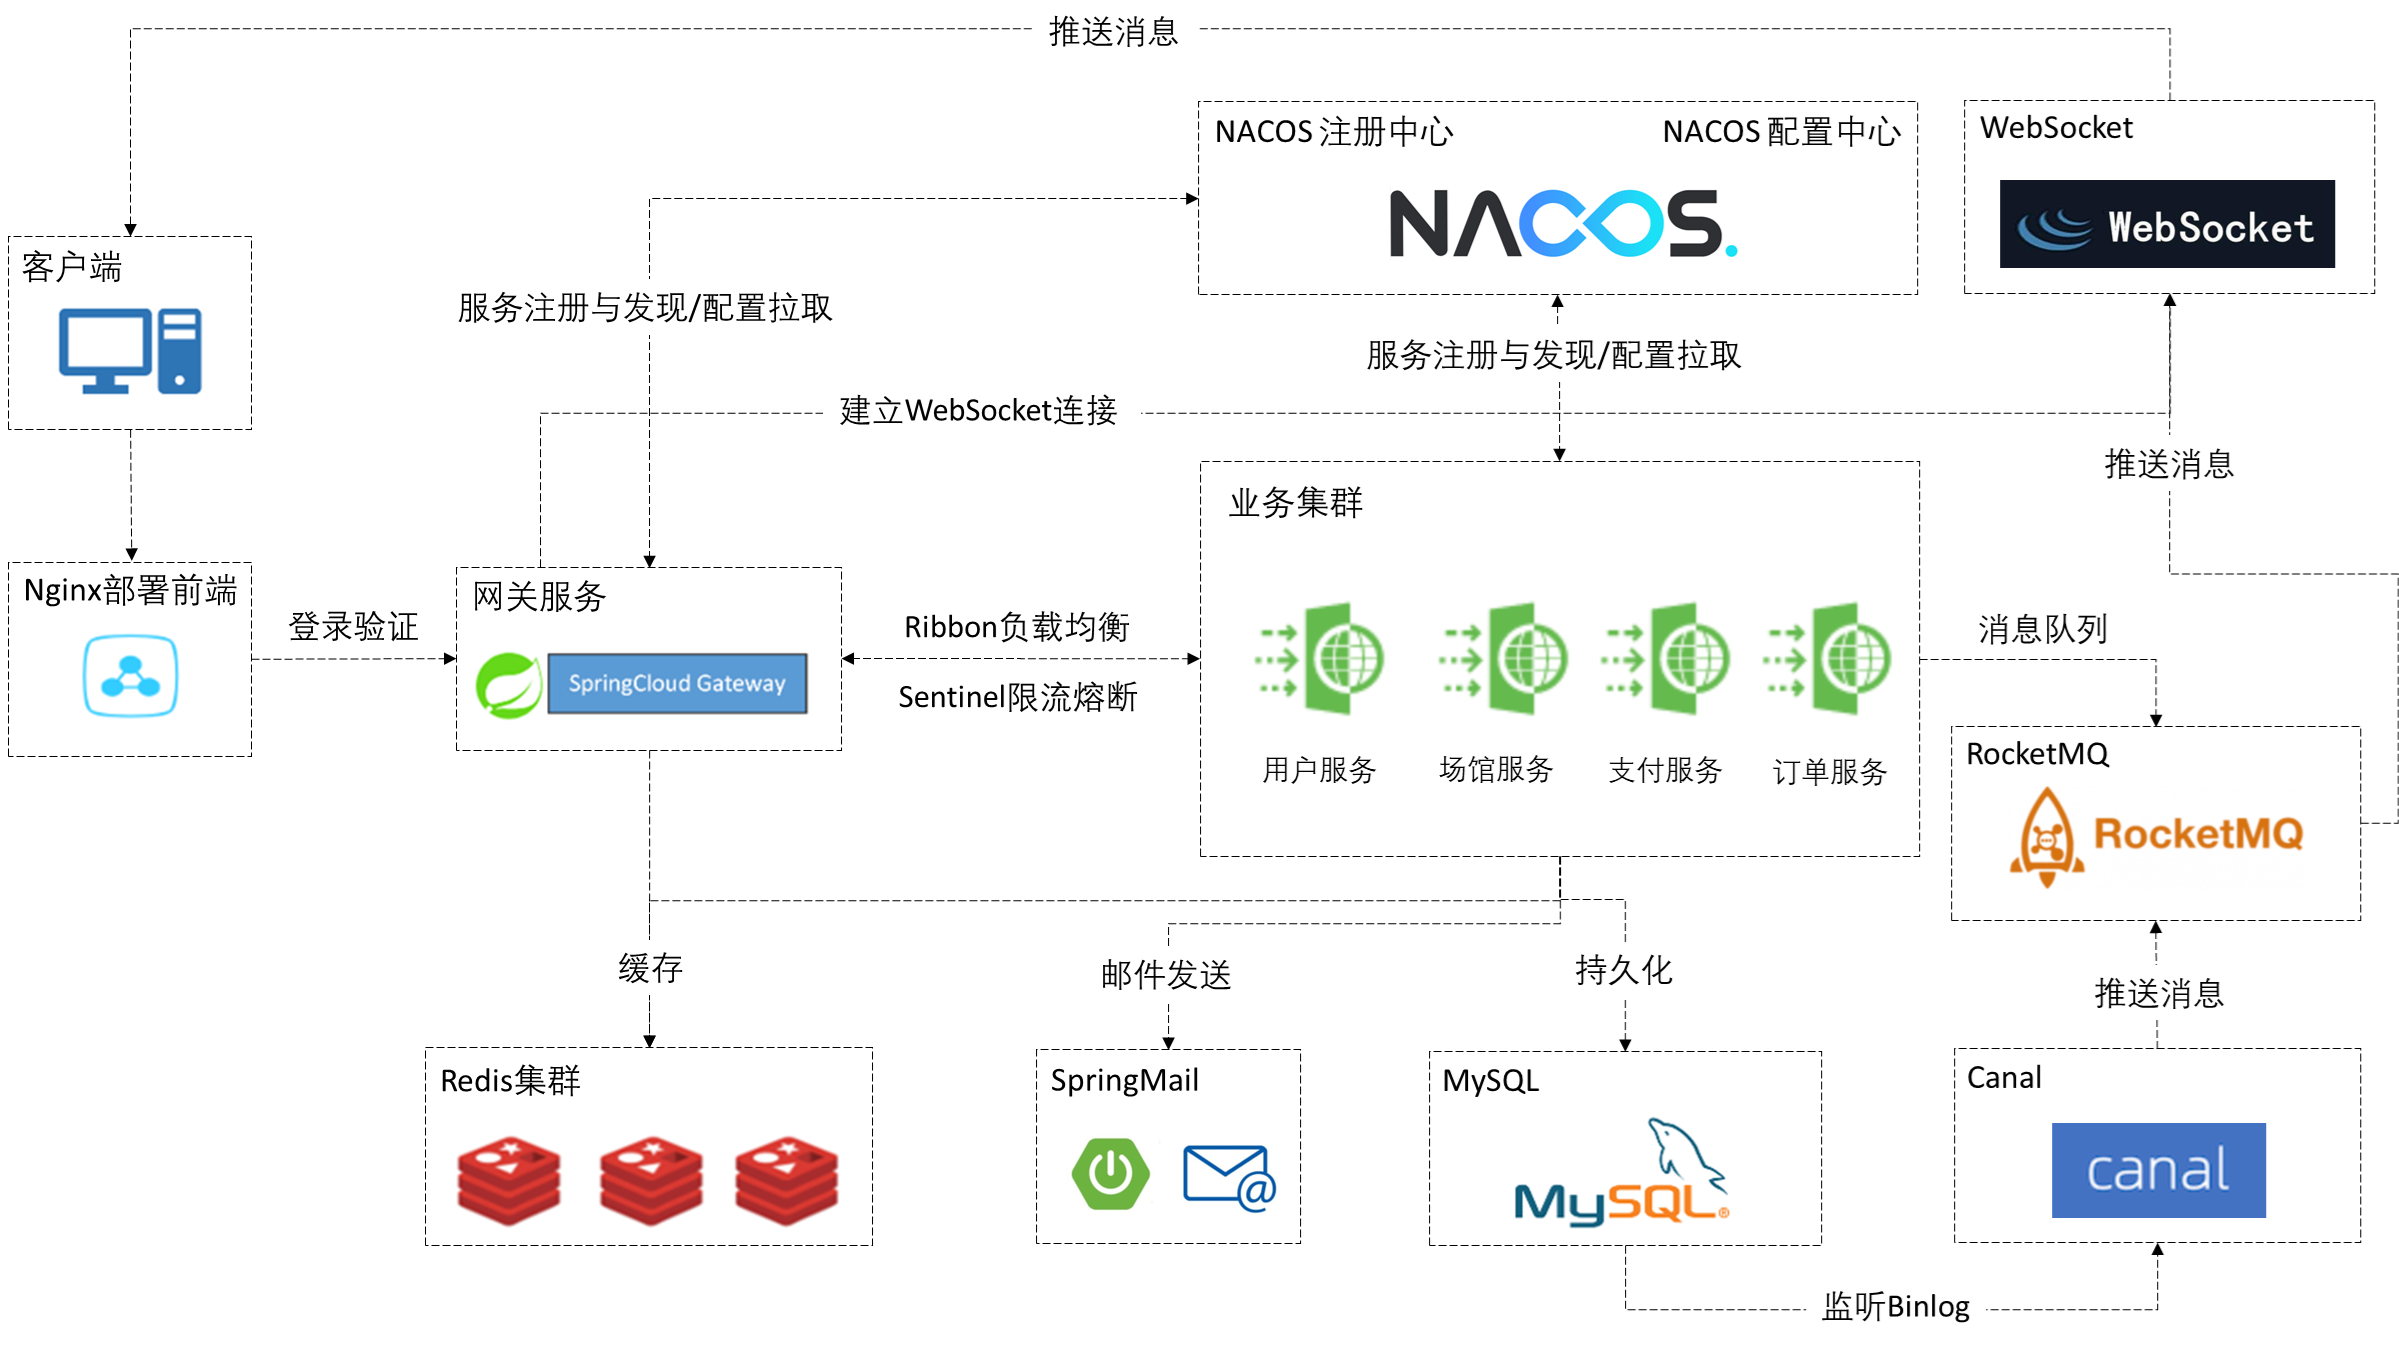 推送消息
NACOS 注册中心
NACOS 配置中心
NACOS.
WebSocket
WebSocket
客户端
服务注册与发现/配置拉取
服务注册与发现/配置拉取
建立WebSocket连接
推送消息
业务集群
Nginx部署前端
登录验证
网关服务
SpringCloud Gateway
Ribbon负载均衡
Sentinel限流熔断
用户服务
场馆服务
支付服务
订单服务
消息队列
RocketMQ
RocketMQ
缓存
邮件发送
持久化
推送消息
Redis集群
SpringMail
MySQL
MySQL®
Canal
canal
监听Binlog